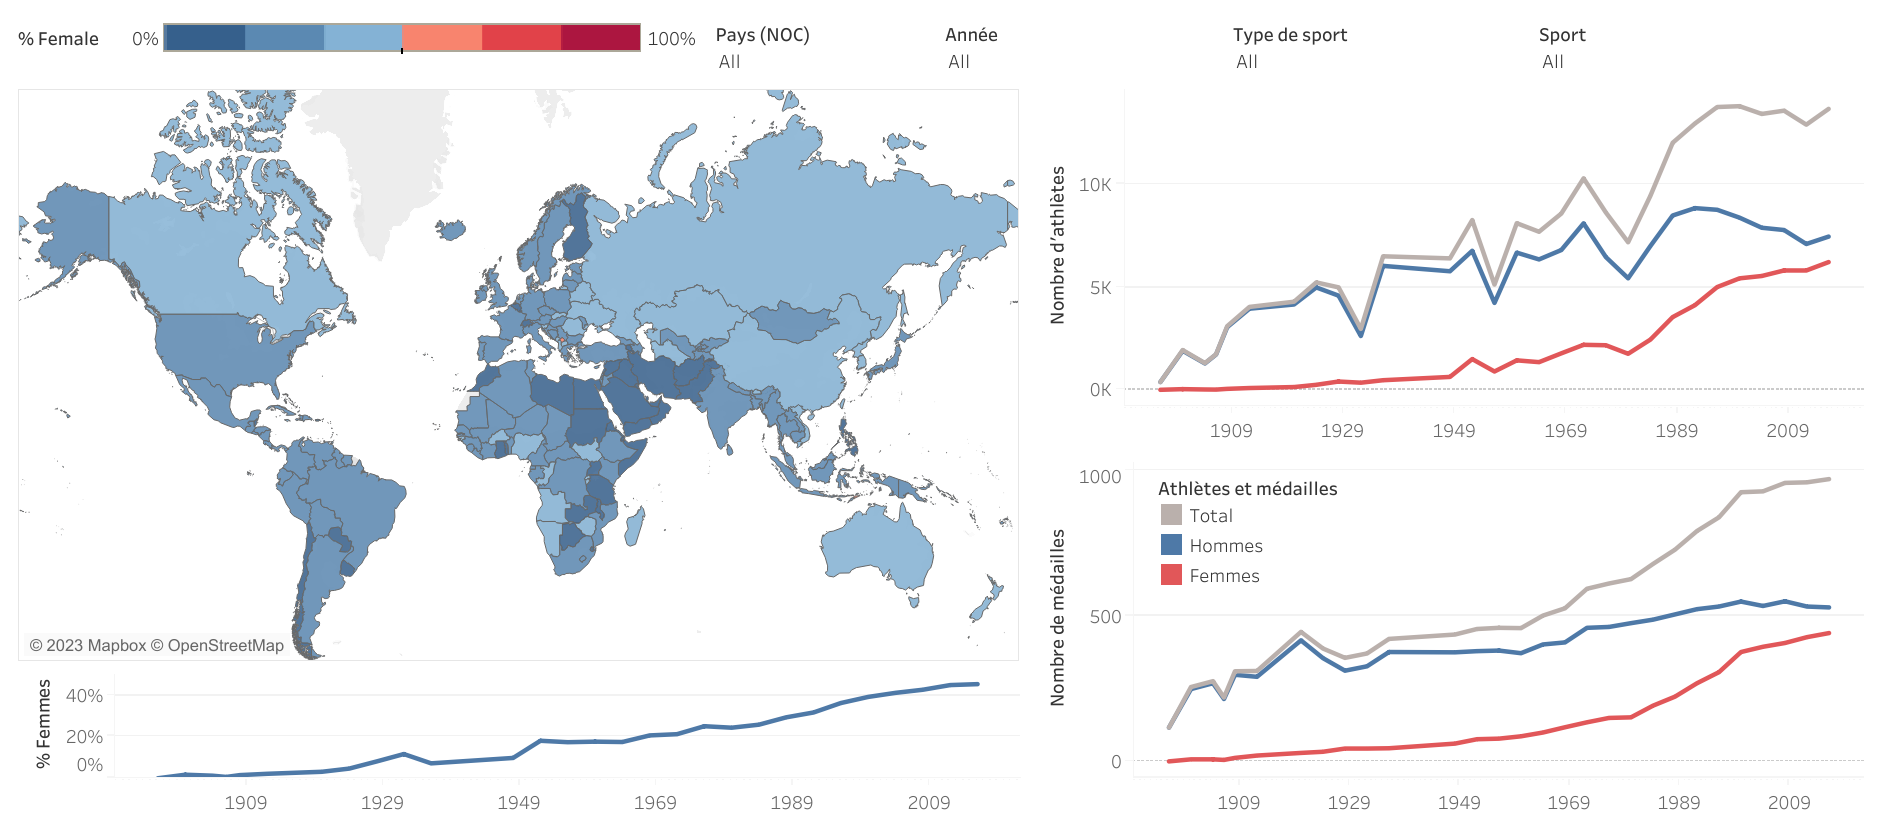 % Female 0% 100%
Pays (NOC)
All
Année
All
Type de sport
All
Sport
All
© 2023 Mapbox © OpenStreetMap
% Femmes
40%
20%
0%
1909 1929 1949 1969 1989 2009
Nombre d'athlètes
10K
5K
0K
1909 1929 1949 1969 1989 2009
Nombre de médailles
1000
500
0
Athlètes et médailles
Total
Hommes
Femmes
1909 1929 1949 1969 1989 2009